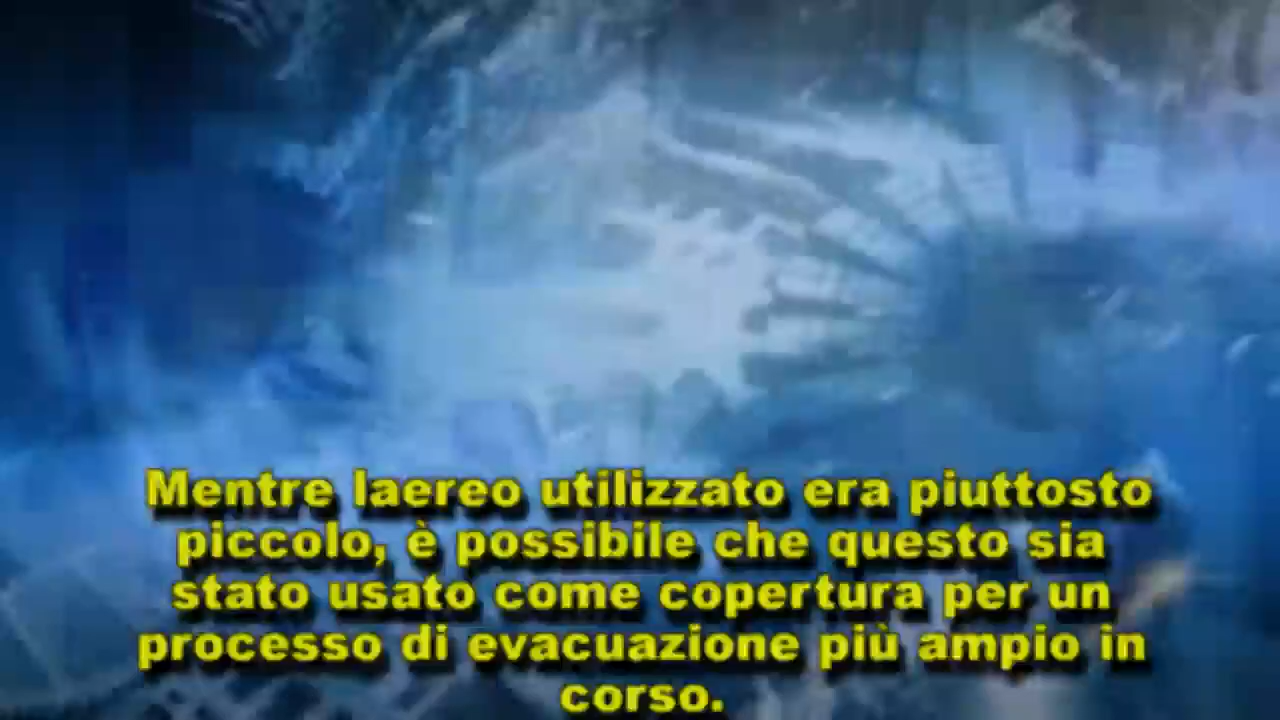 Mentre laereo utilizzato era piuttosto
piccolo, è possibile che questo sia
stato usato come copertura per un
processo di evacuazione più ampio in
corso.